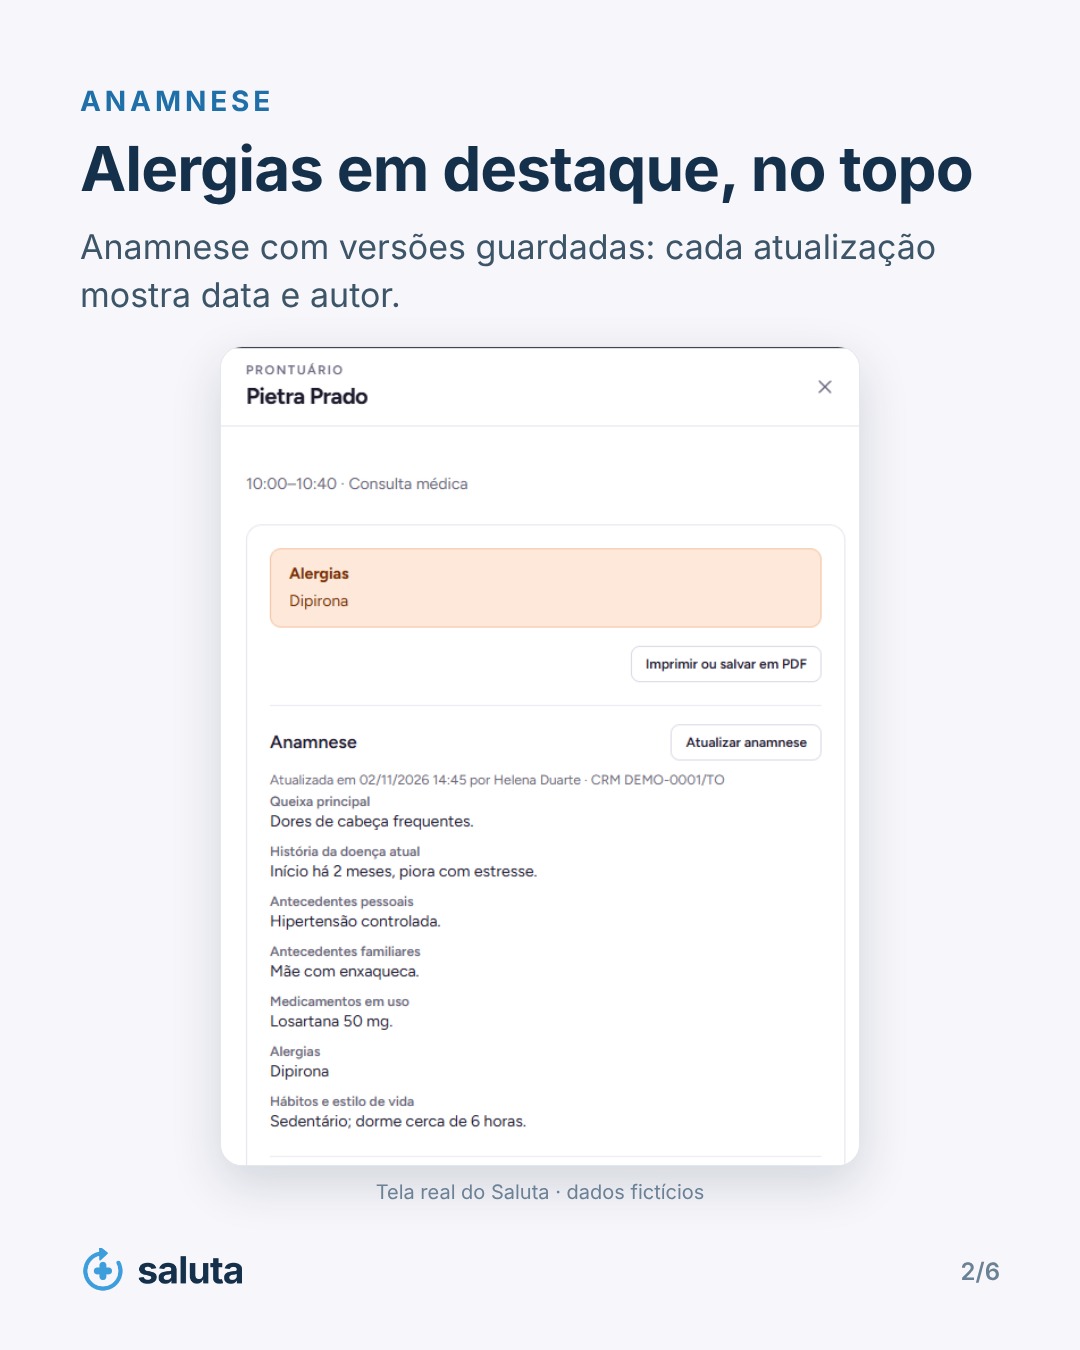 ANAMNESE
Alergias em destaque, no topo
Anamnese com versões guardadas: cada atualização
mostra data e autor.
PRONTUÁRIO
Pietra Prado
10:00–10:40 · Consulta médica
Alergias
Dipirona
Imprimir ou salvar em PDF
Anamnese
Atualizar anamnese
Atualizada em 02/11/2026 14:45 por Helena Duarte · CRM DEMO-0001/TO
Queixa principal
Dores de cabeça frequentes.
História da doença atual
Início há 2 meses, piora com estresse.
Antecedentes pessoais
Hipertensão controlada.
Antecedentes familiares
Mãe com enxaqueca.
Medicamentos em uso
Losartana 50 mg.
Alergias
Dipirona
Hábitos e estilo de vida
Sedentário; dorme cerca de 6 horas.
Tela real do Saluta · dados fictícios
saluta
2/6